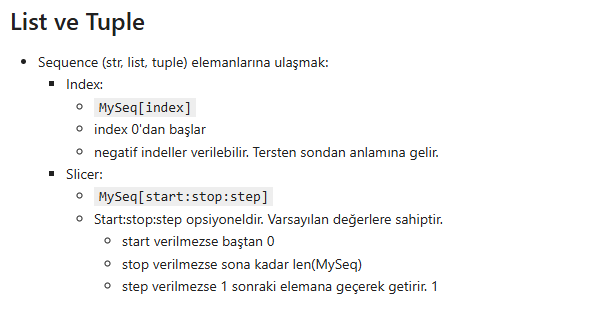 List ve Tuple
Sequence (str, list, tuple) elemanlarına ulaşmak:
Index:
MySeq[index]
index 0'dan başlar
negatif indeller verilebilir. Tersten sondan anlamına gelir.
Slicer:
MySeq[start:stop:step]
Start:stop:step opsiyoneldir. Varsayılan değerlere sahiptir.
start verilmezse baştan 0
stop verilmezse sona kadar len(MySeq)
step verilmezse 1 sonraki elemana geçerek getirir. 1